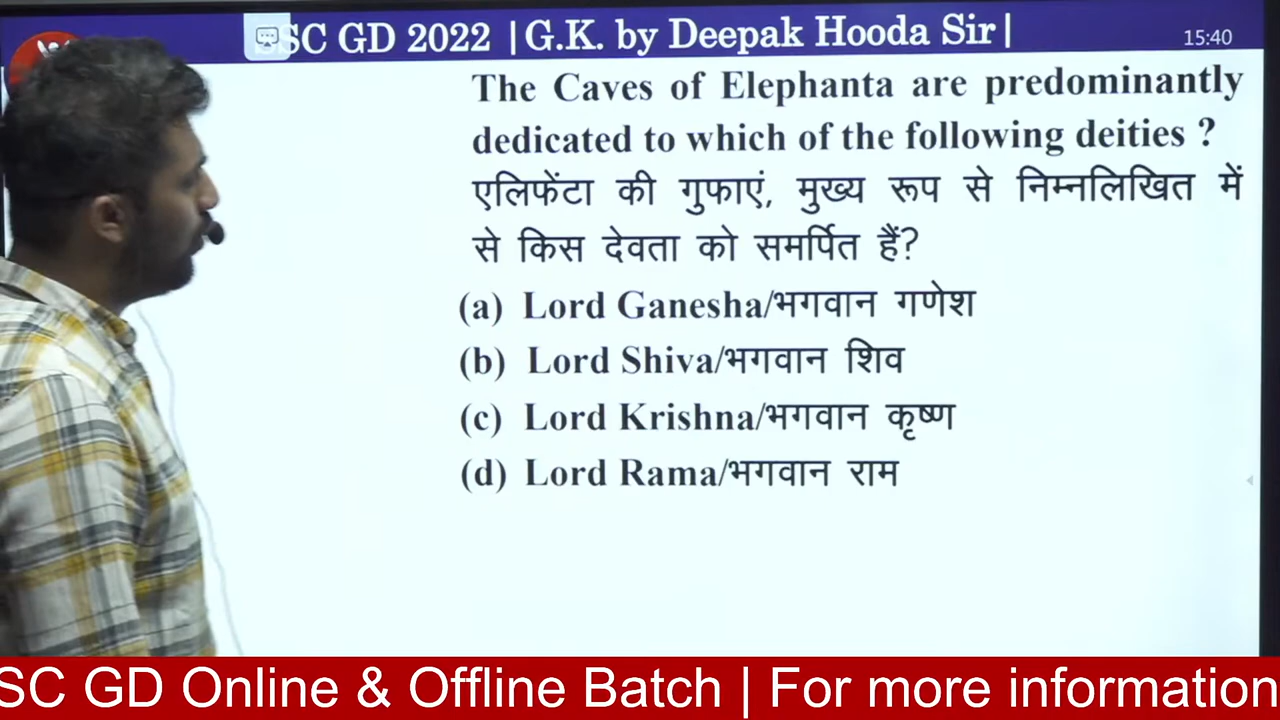 SSC GD 2022 |G.K. by Deepak Hooda Sir|
15:40
The Caves of Elephanta are predominantly
dedicated to which of the following deities ?
एलिफेंटा की गुफाएं, मुख्य रूप से निम्नलिखित में
से किस देवता को समर्पित हैं?
(a) Lord Ganesha/भगवान गणेश
(b) Lord Shiva/भगवान शिव
(c) Lord Krishna/भगवान कृष्ण
(d) Lord Rama/भगवान राम
SC GD Online & Offline Batch | For more information